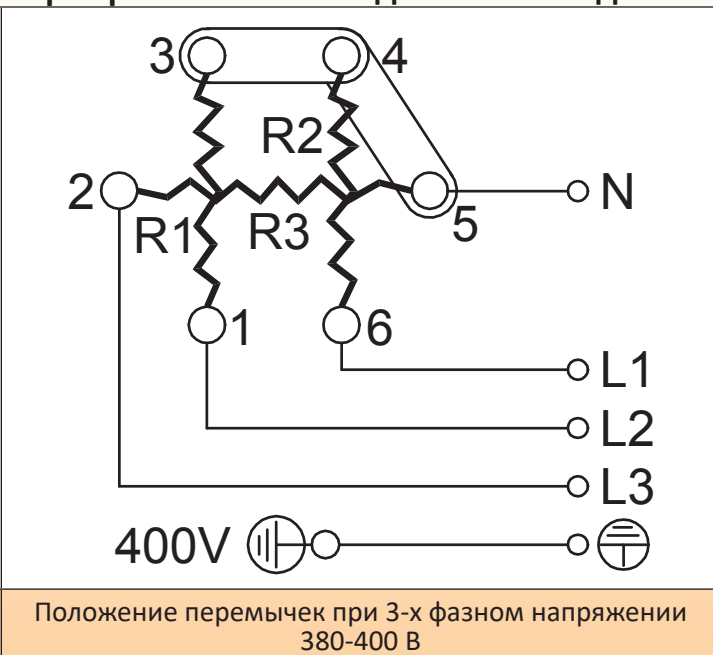 3 4
R2
2 N
R1 R3 5
1 6
L1
L2
L3
400V
Положение перемычек при 3-х фазном напряжении
380-400 В